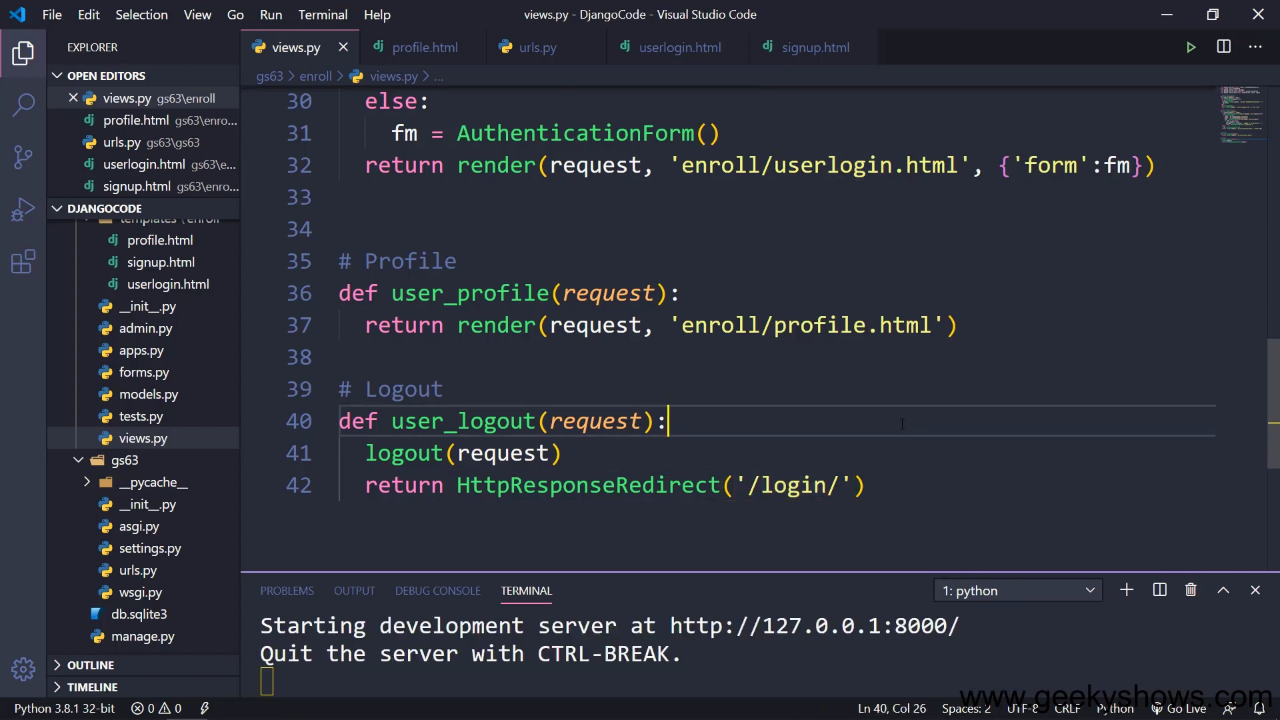 File Edit Selection View Go Run Terminal Help views.py - DjangoCode - Visual Studio Code
EXPLORER
OPEN EDITORS
views.py gs63\enroll
profile.html gs63\enro...
urls.py gs63\gs63
userlogin.html gs63\e...
signup.html gs63\enro...
DJANGOCODE
templates \ enroll
profile.html
signup.html
userlogin.html
__init__.py
admin.py
apps.py
forms.py
models.py
tests.py
views.py
gs63
__pycache__
__init__.py
asgi.py
settings.py
urls.py
wsgi.py
db.sqlite3
manage.py
OUTLINE
TIMELINE
views.py profile.html urls.py userlogin.html signup.html
gs63 > enroll > views.py > ...
30 else:
31 fm = AuthenticationForm()
32 return render(request, 'enroll/userlogin.html', {'form':fm})
33
34
35 # Profile
36 def user_profile(request):
37 return render(request, 'enroll/profile.html')
38
39 # Logout
40 def user_logout(request):
41 logout(request)
42 return HttpResponseRedirect('/login/')
PROBLEMS OUTPUT DEBUG CONSOLE TERMINAL 1: python
Starting development server at http://127.0.0.1:8000/
Quit the server with CTRL-BREAK.
www.geekyshows.com
Python 3.8.1 32-bit 0 0 Ln 40, Col 26 Spaces: 2 UTF-8 CRLF Python Go Live